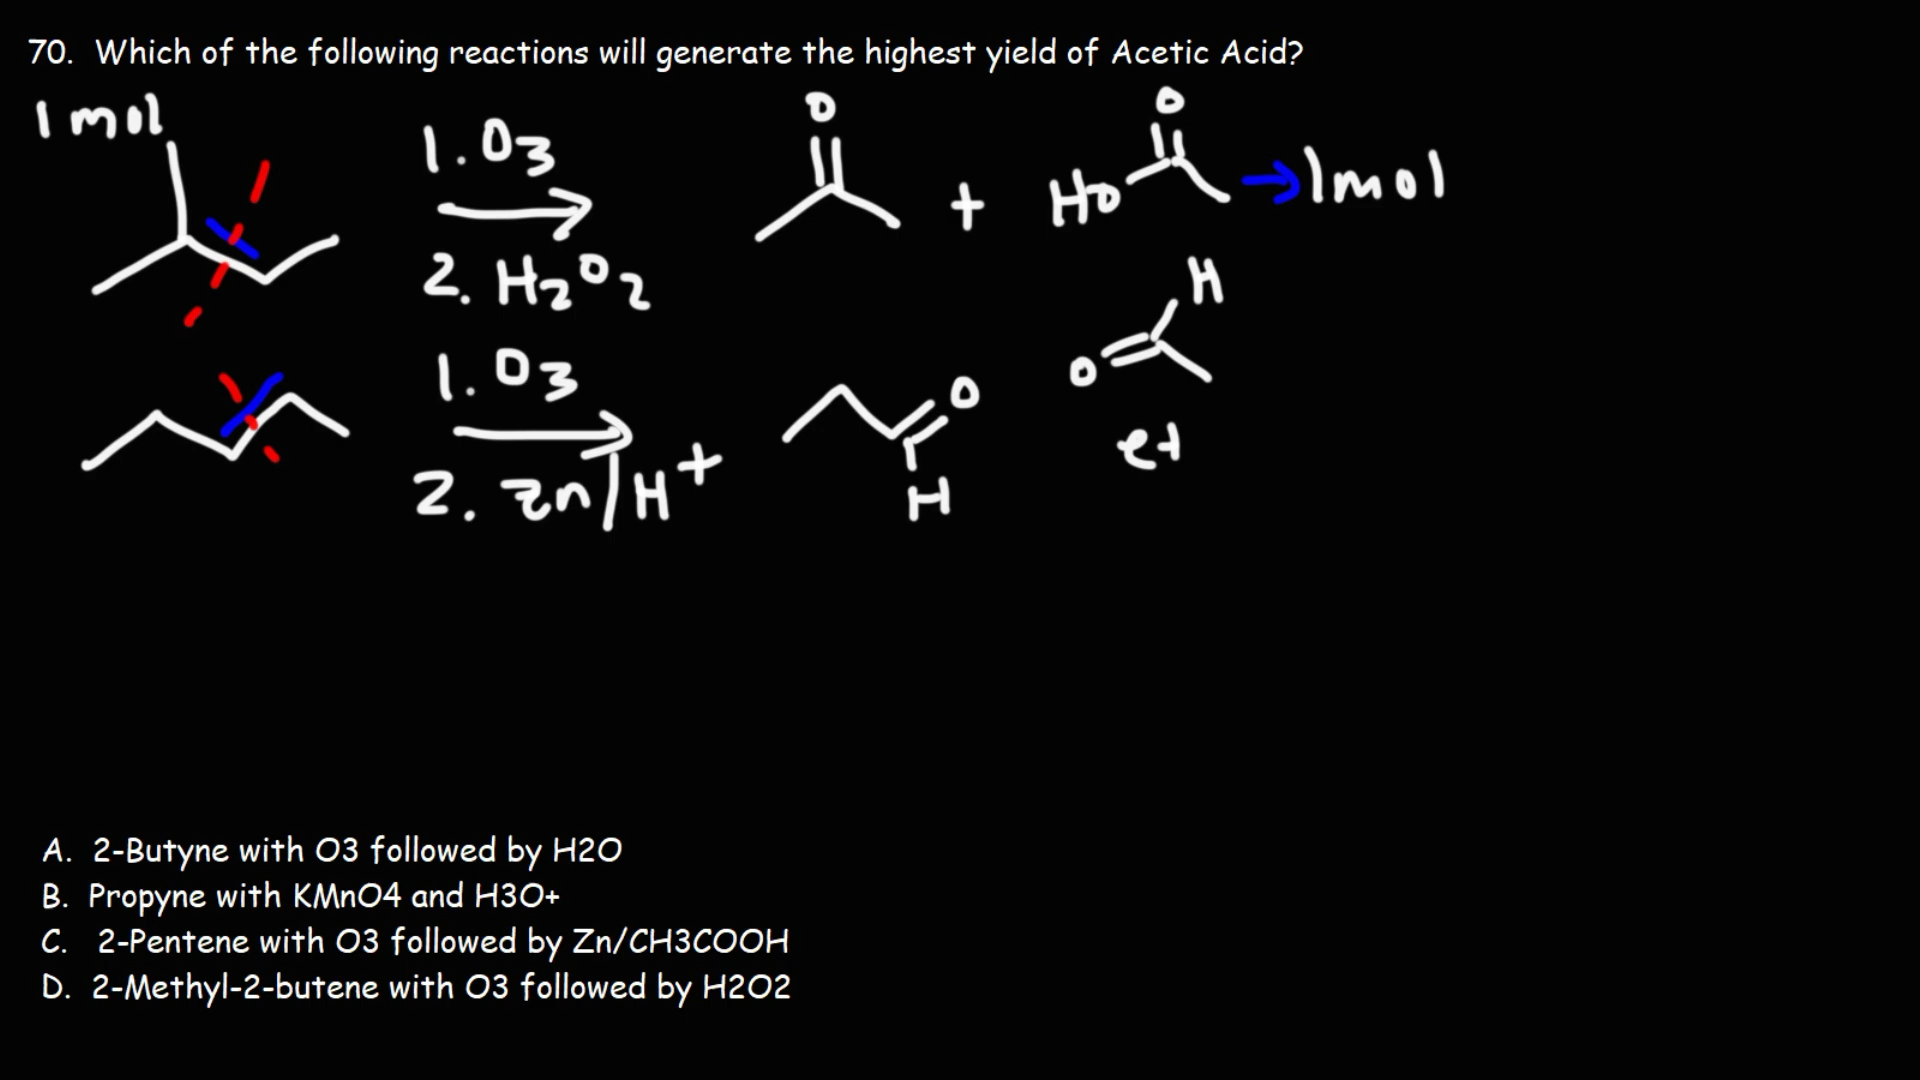 70. Which of the following reactions will generate the highest yield of Acetic Acid?
1 mol
1. O3
2. H2O2
O
+
HO
O
1 mol
1. O3
2. Zn/H+
O
H
O
H
et
A. 2-Butyne with O3 followed by H2O
B. Propyne with KMnO4 and H3O+
C. 2-Pentene with O3 followed by Zn/CH3COOH
D. 2-Methyl-2-butene with O3 followed by H2O2